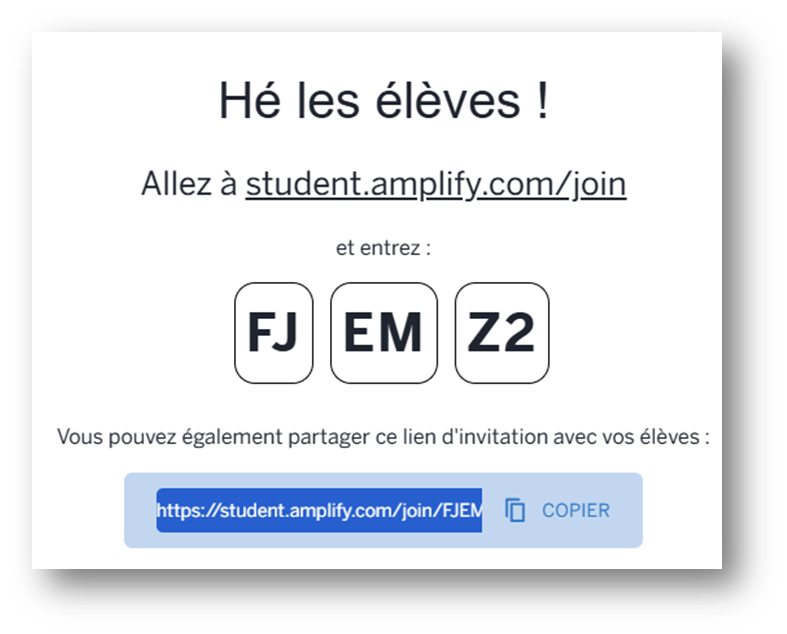 Hé les élèves !
Allez à student.amplify.com/join
et entrez :
FJ EM Z2
Vous pouvez également partager ce lien d'invitation avec vos élèves :
https://student.amplify.com/join/FJEM COPIER